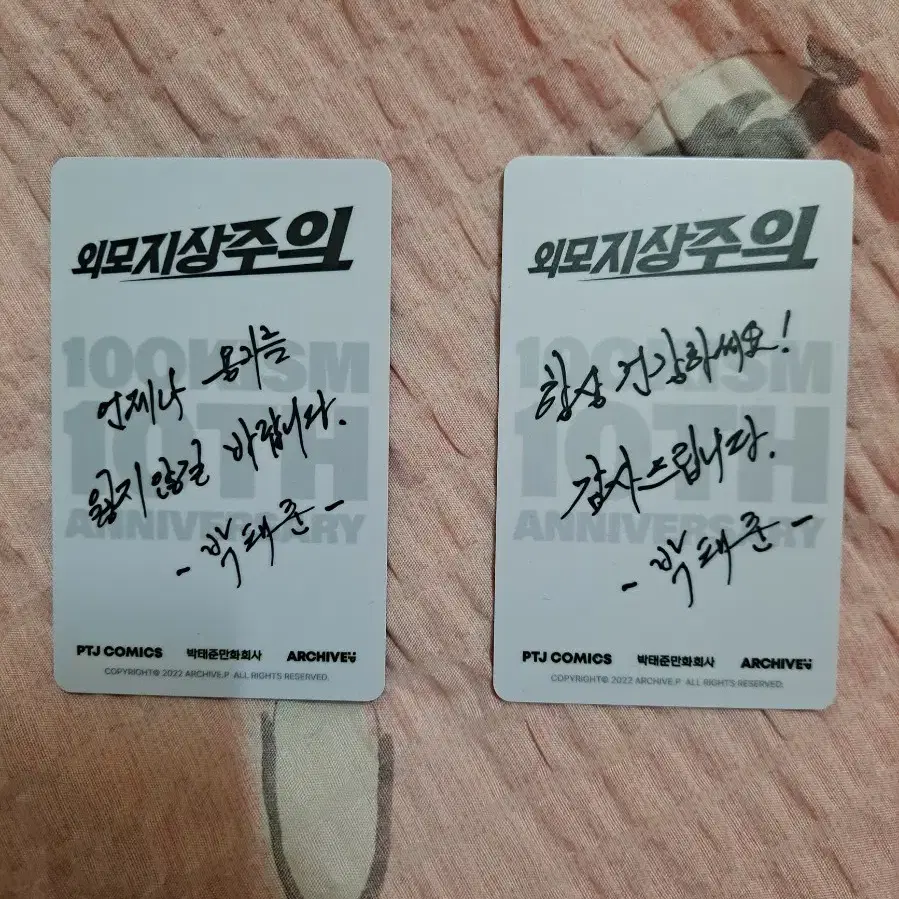 외모지상주의
100KISM
10TH
ANNIVERSARY
언제나 용기를
잃지 않길 바랍니다.
- 박태준 -
PTJ COMICS 박태준만화회사 ARCHIVE
COPYRIGHT© 2022 ARCHIVE.P ALL RIGHTS RESERVED.
외모지상주의
100KISM
10TH
ANNIVERSARY
항상 건강하세요!
감사드립니다.
- 박태준 -
PTJ COMICS 박태준만화회사 ARCHIVE
COPYRIGHT© 2022 ARCHIVE.P ALL RIGHTS RESERVED.